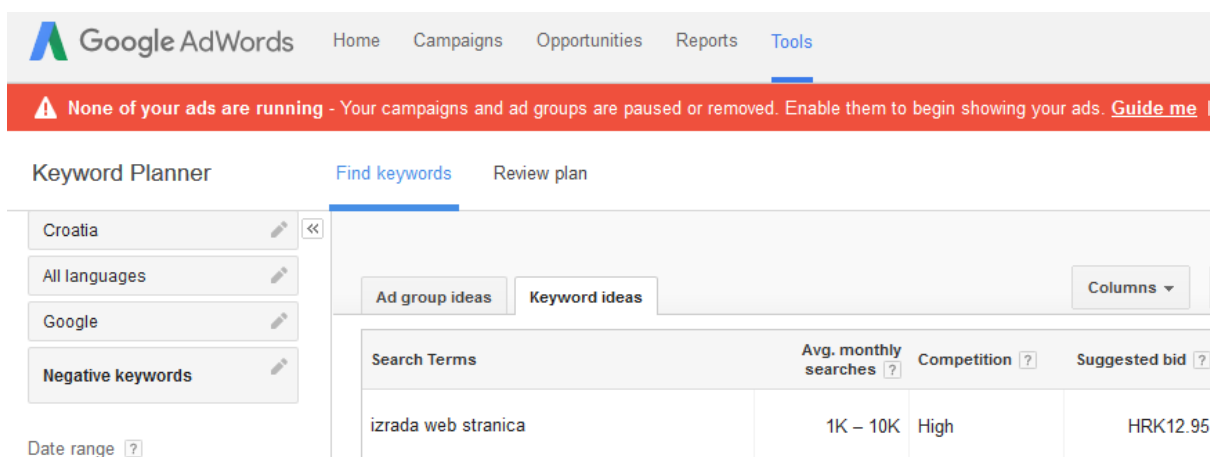 Google AdWords Home Campaigns Opportunities Reports Tools
None of your ads are running - Your campaigns and ad groups are paused or removed. Enable them to begin showing your ads. Guide me
Keyword Planner Find keywords Review plan
Croatia
All languages
Google
Negative keywords
Date range ?
Ad group ideas Keyword ideas Columns
Search Terms Avg. monthly searches ? Competition ? Suggested bid ?
izrada web stranica 1K – 10K High HRK12.95